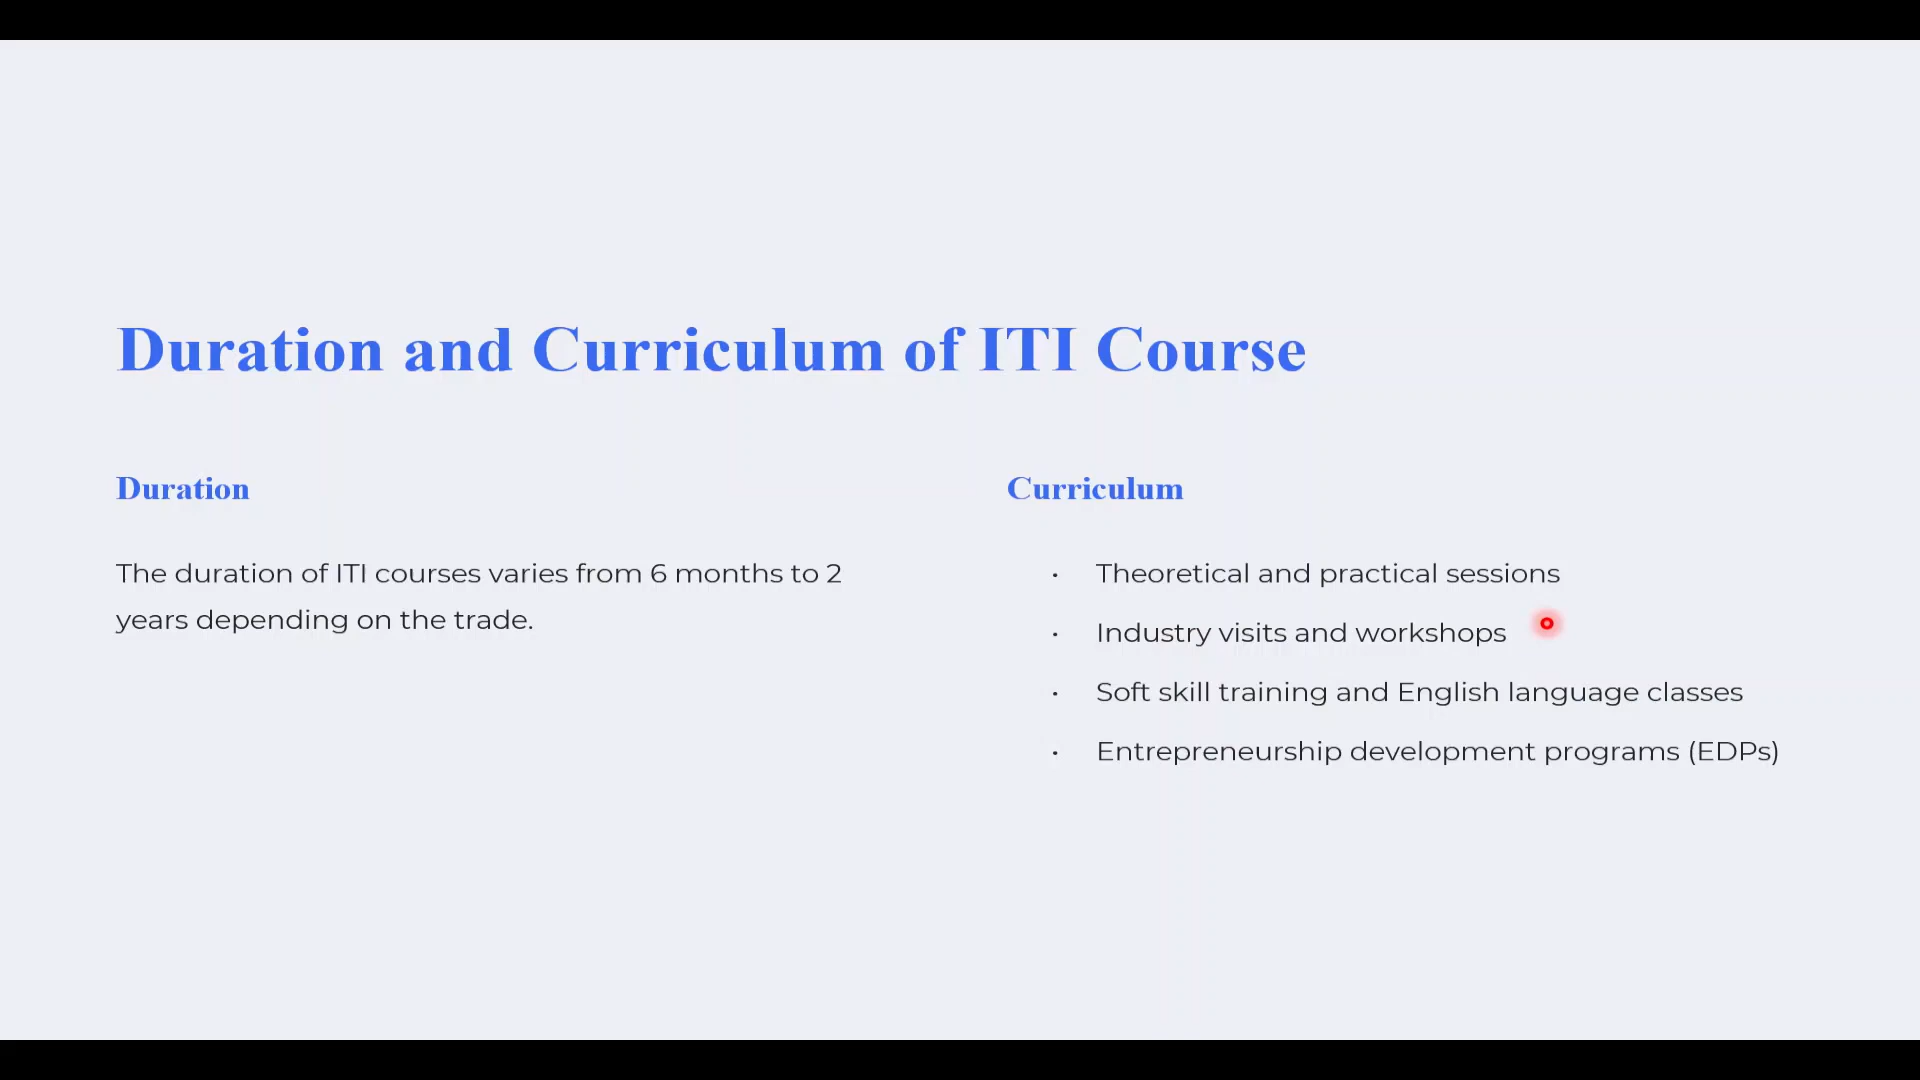 Duration and Curriculum of ITI Course
Duration
The duration of ITI courses varies from 6 months to 2
years depending on the trade.
Curriculum
• Theoretical and practical sessions
• Industry visits and workshops
• Soft skill training and English language classes
• Entrepreneurship development programs (EDPs)